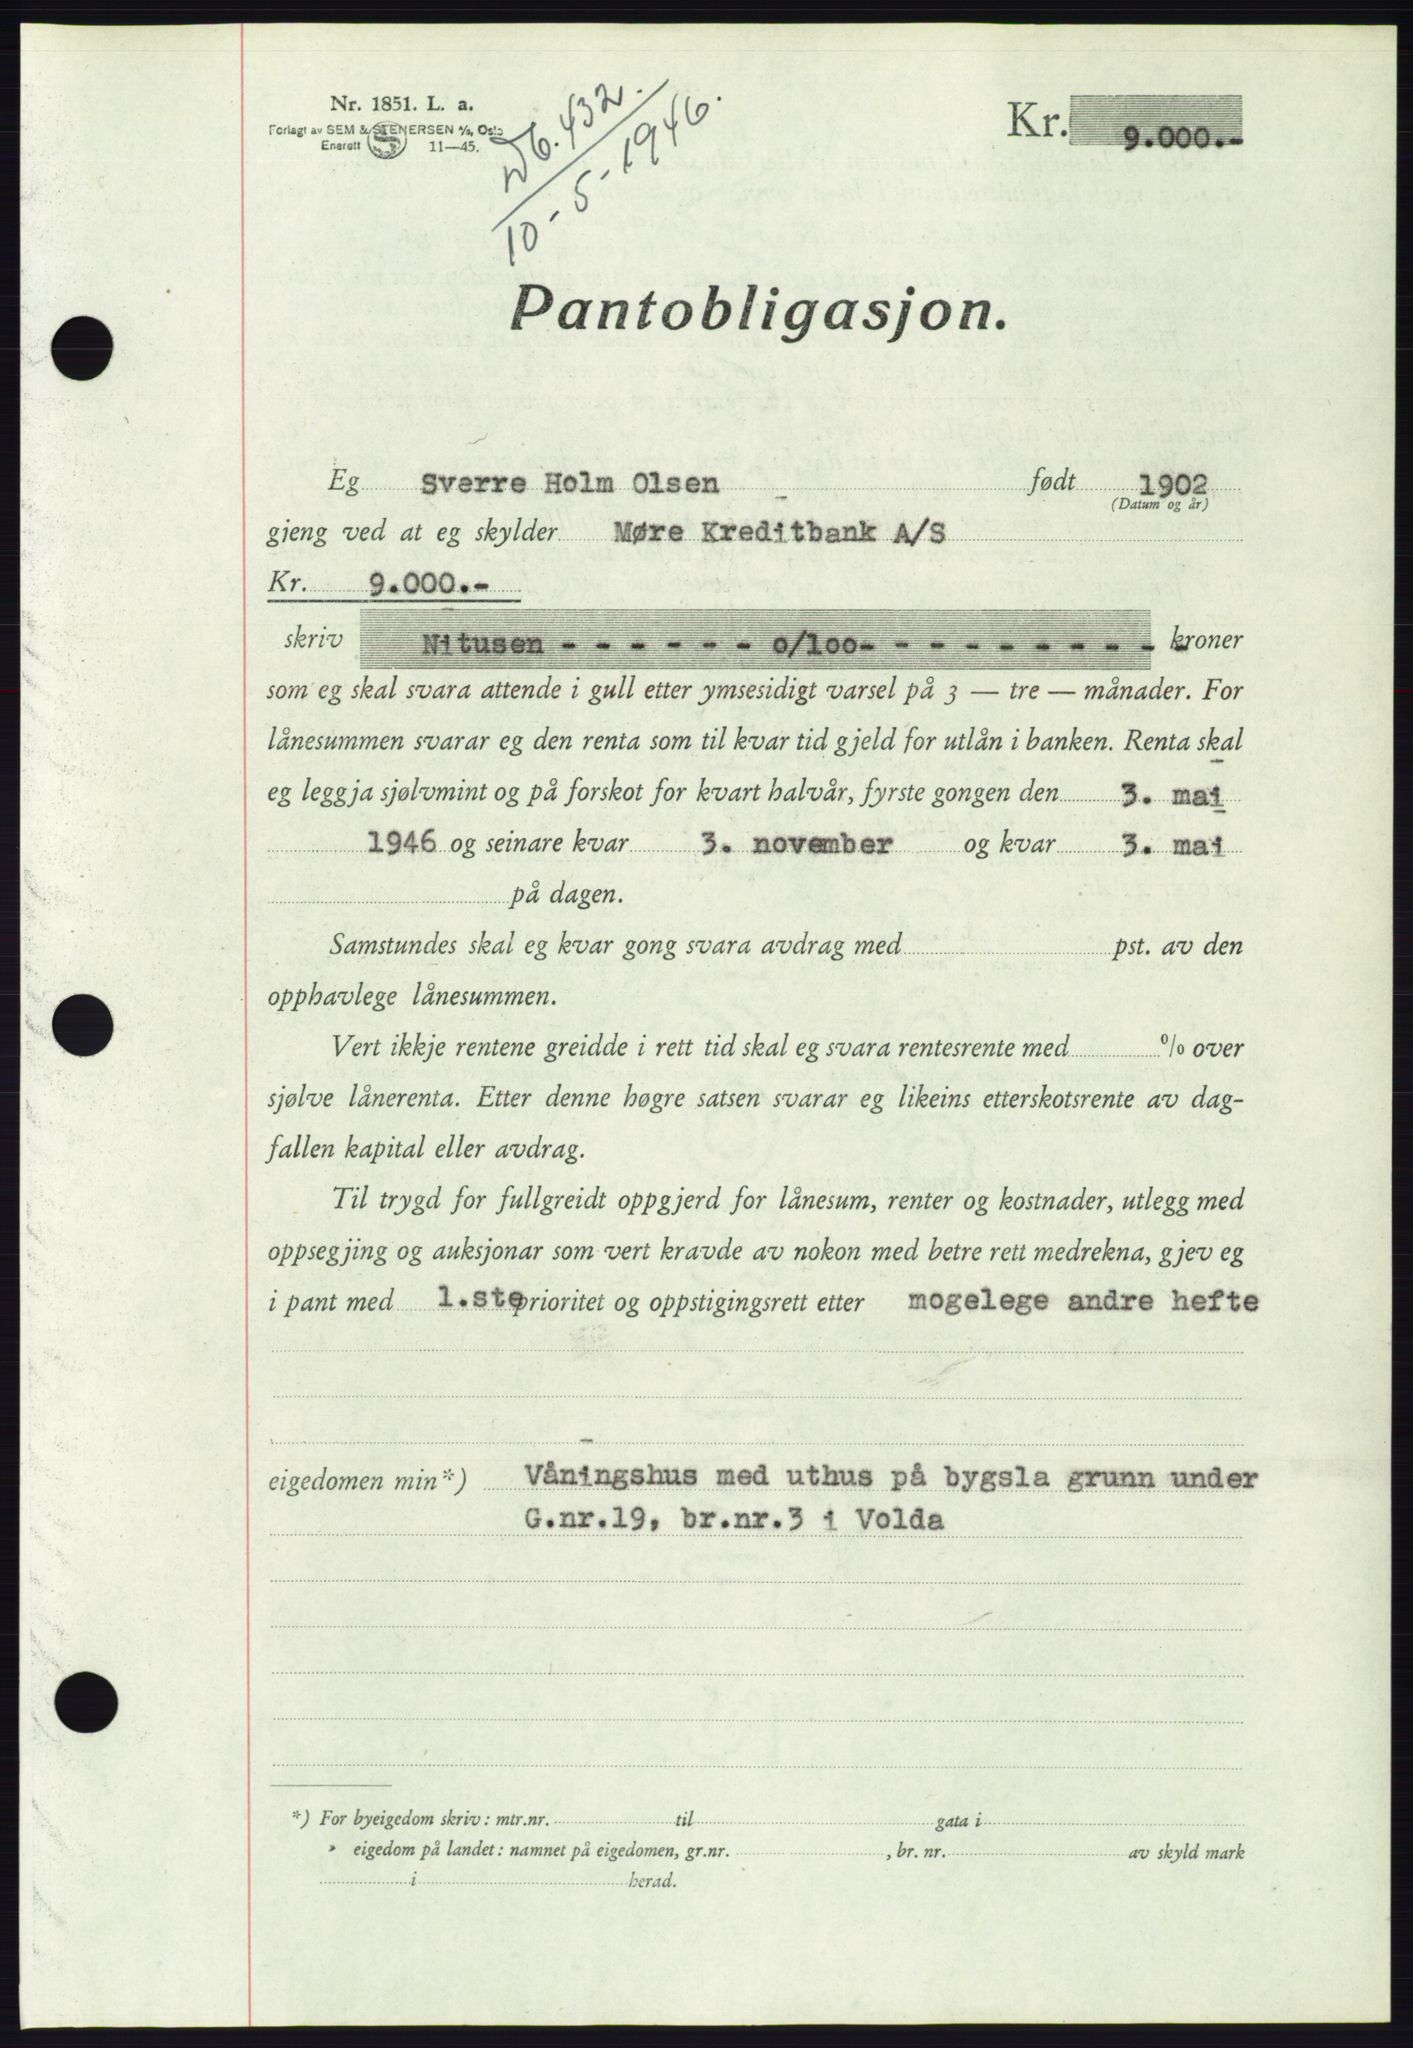 Nr. 1851. L. a.
Forlagt av SEM & STENERSEN A/S, Oslo
Enerett 11—45.
432.
10-5-1946.
Kr. 9.000.-
Pantobligasjon.
Eg Sverre Holm Olsen født 1902
(Datum og år)
gjeng ved at eg skylder Møre Kreditbank A/S
Kr. 9.000.-
skriv Nitusen - - - - - - 0/100- - - - - - - - - kroner
som eg skal svara attende i gull etter ymsesidigt varsel på 3 — tre — månader. For
lånesummen svarar eg den renta som til kvar tid gjeld for utlån i banken. Renta skal
eg leggja sjølvmint og på forskot for kvart halvår, fyrste gongen den 3. mai
1946 og seinare kvar 3. november og kvar 3. mai
på dagen.
Samstundes skal eg kvar gong svara avdrag med pst. av den
opphavlege lånesummen.
Vert ikkje rentene greidde i rett tid skal eg svara rentesrente med % over
sjølve lånerenta. Etter denne høgre satsen svarar eg likeins etterskotsrente av dag-
fallen kapital eller avdrag.
Til trygd for fullgreidt oppgjerd for lånesum, renter og kostnader, utlegg med
oppsegjing og auksjonar som vert kravde av nokon med betre rett medrekna, gjev eg
i pant med 1.ste prioritet og oppstigingsrett etter mogelege andre hefte
eigedomen min*) Våningshus med uthus på bygsla grunn under
G.nr.19, br.nr.3 i Volda
*) For byeigedom skriv: mtr.nr. til gata i
» eigedom på landet: namnet på eigedomen, gr.nr. , br. nr. av skyld mark
i herad.